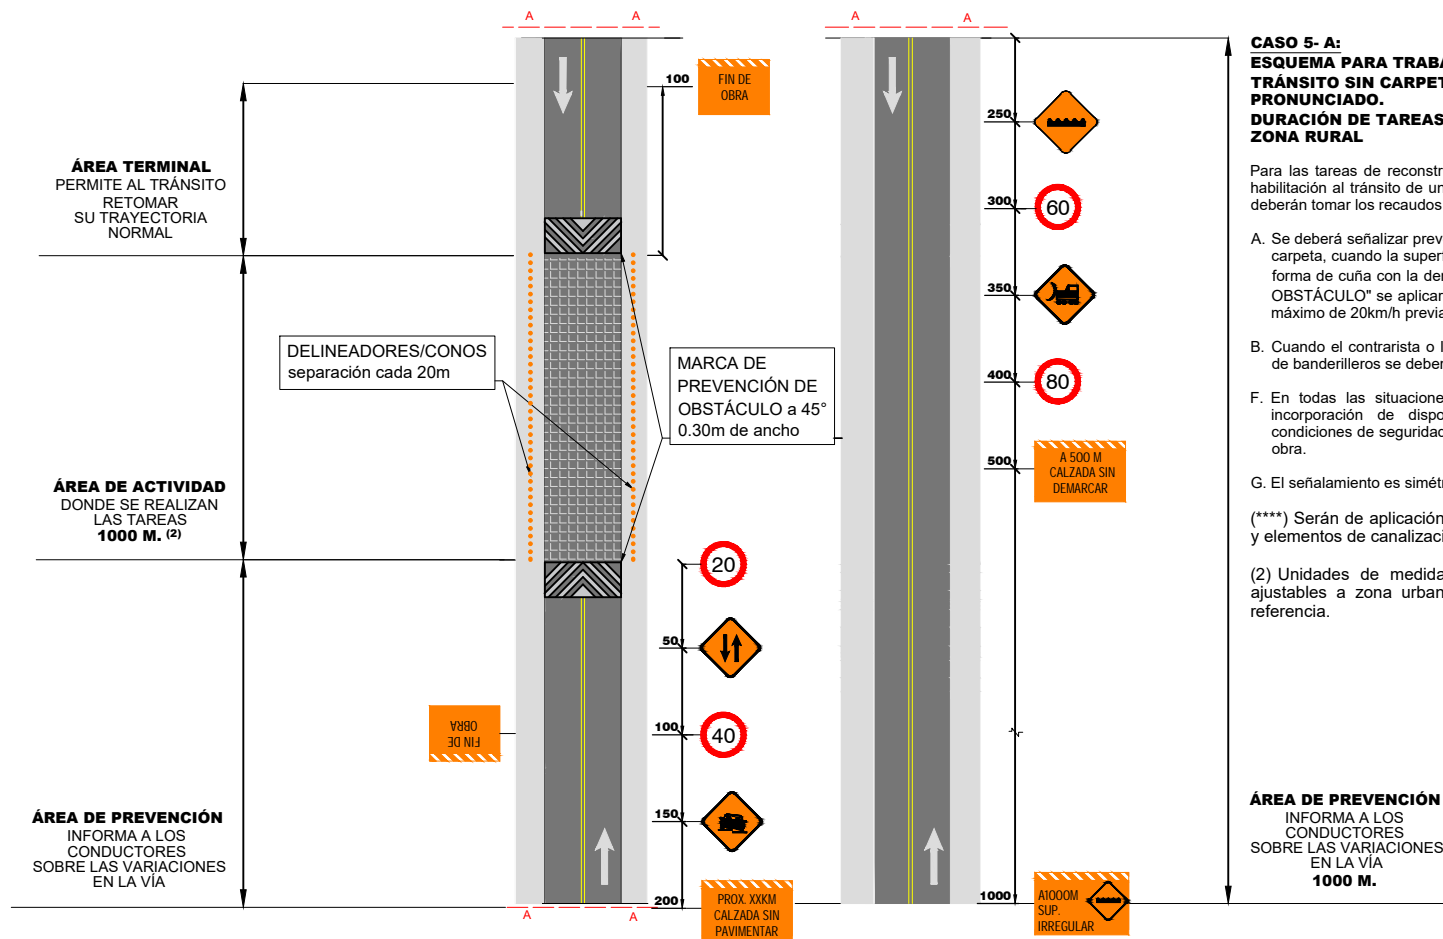 A
A
ÁREA TERMINAL
PERMITE AL TRÁNSITO
RETOMAR
SU TRAYECTORIA
NORMAL
ÁREA DE ACTIVIDAD
DONDE SE REALIZAN
LAS TAREAS
1000 M. (2)
ÁREA DE PREVENCIÓN
INFORMA A LOS
CONDUCTORES
SOBRE LAS VARIACIONES
EN LA VÍA
DELINEADORES/CONOS
separación cada 20m
FIN DE
OBRA
A
A
100
FIN DE
OBRA
MARCA DE
PREVENCIÓN DE
OBSTÁCULO a 45°
0.30m de ancho
20
50
100
40
150
200
PROX. XXKM
CALZADA SIN
PAVIMENTAR
A
A
250
300
60
350
400
80
500
A 500 M
CALZADA SIN
DEMARCAR
1000
A1000M
SUP.
IRREGULAR
CASO 5- A:
ESQUEMA PARA TRABA
TRÁNSITO SIN CARPET
PRONUNCIADO.
DURACIÓN DE TAREAS
ZONA RURAL
Para las tareas de reconstr
habilitación al tránsito de un
deberán tomar los recaudos
A. Se deberá señalizar prev
carpeta, cuando la superf
forma de cuña con la der
OBSTÁCULO" se aplicar
máximo de 20km/h previa
B. Cuando el contrarista o l
de banderilleros se deber
F. En todas las situacione
incorporación de dispo
condiciones de seguridad
obra.
G. El señalamiento es simét
(****) Serán de aplicación
y elementos de canalizaci
(2) Unidades de medida
ajustables a zona urban
referencia.
ÁREA DE PREVENCIÓN
INFORMA A LOS
CONDUCTORES
SOBRE LAS VARIACIONES
EN LA VÍA
1000 M.